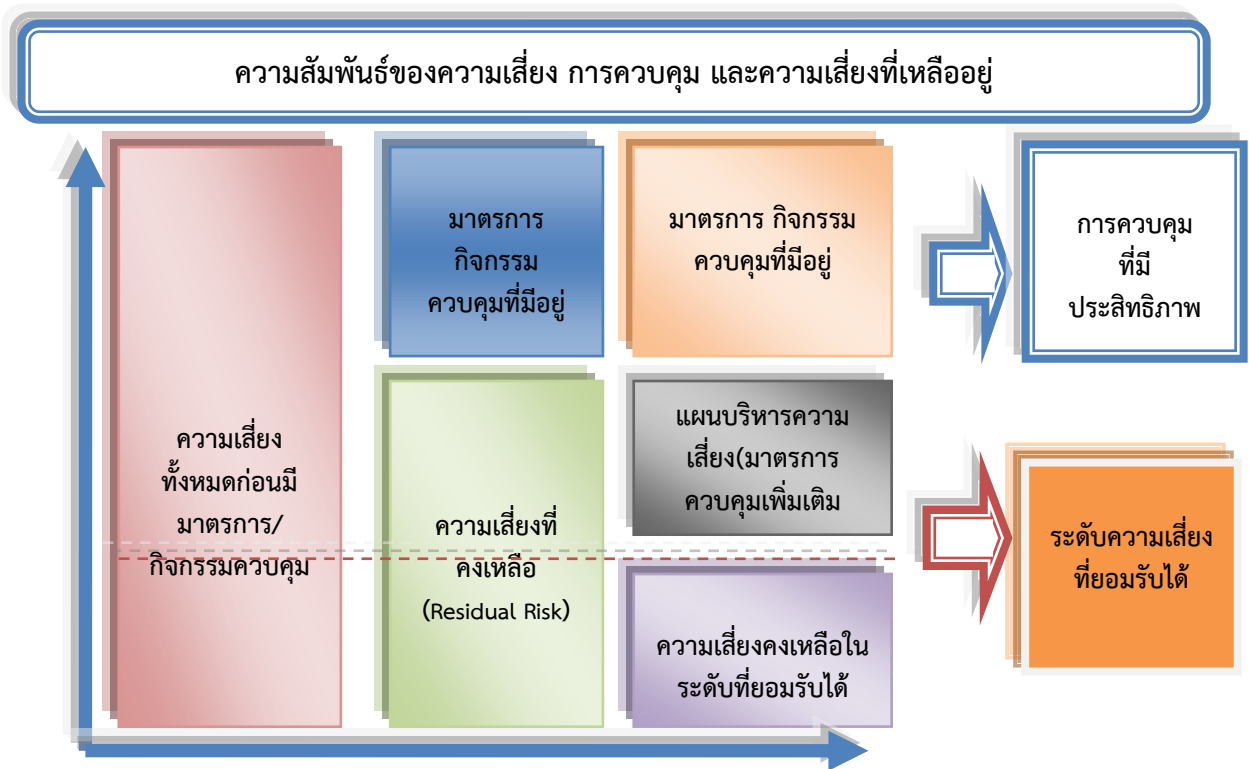 ความสัมพันธ์ของความเสี่ยง การควบคุม และความเสี่ยงที่เหลืออยู่
ความเสี่ยง
ทั้งหมดก่อนมี
มาตรการ/
กิจกรรมควบคุม
มาตรการ
กิจกรรม
ควบคุมที่มีอยู่
ความเสี่ยงที่
คงเหลือ
(Residual Risk)
มาตรการ กิจกรรม
ควบคุมที่มีอยู่
แผนบริหารความ
เสี่ยง(มาตรการ
ควบคุมเพิ่มเติม
ความเสี่ยงคงเหลือใน
ระดับที่ยอมรับได้
การควบคุม
ที่มี
ประสิทธิภาพ
ระดับความเสี่ยง
ที่ยอมรับได้